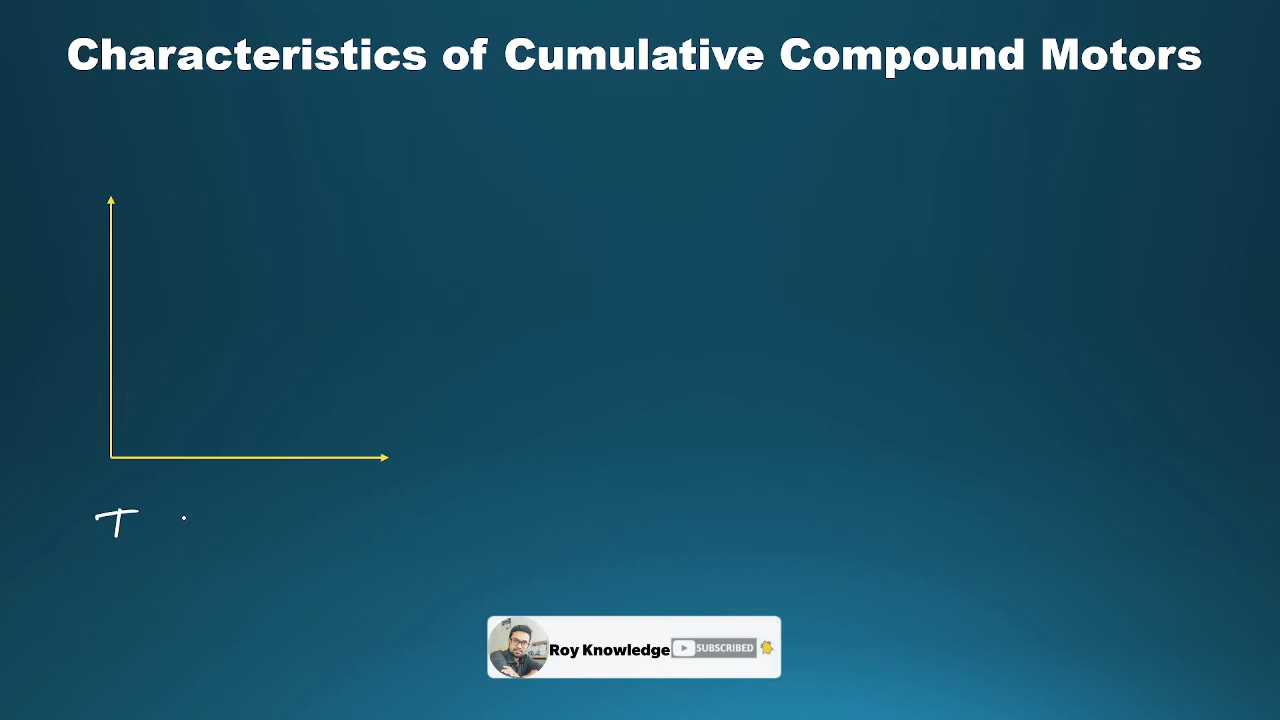 Characteristics of Cumulative Compound Motors
T
Roy Knowledge SUBSCRIBED